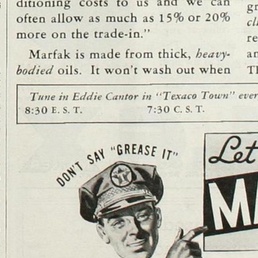 ditioning costs to us and we can
often allow as much as 15% or 20%
more on the trade-in."
Marfak is made from thick, heavy-
bodied oils. It won't wash out when
Tune in Eddie Cantor in "Texaco Town" ever
8:30 E. S. T. 7:30 C. S. T.
DON'T SAY "GREASE IT"
Let
MA